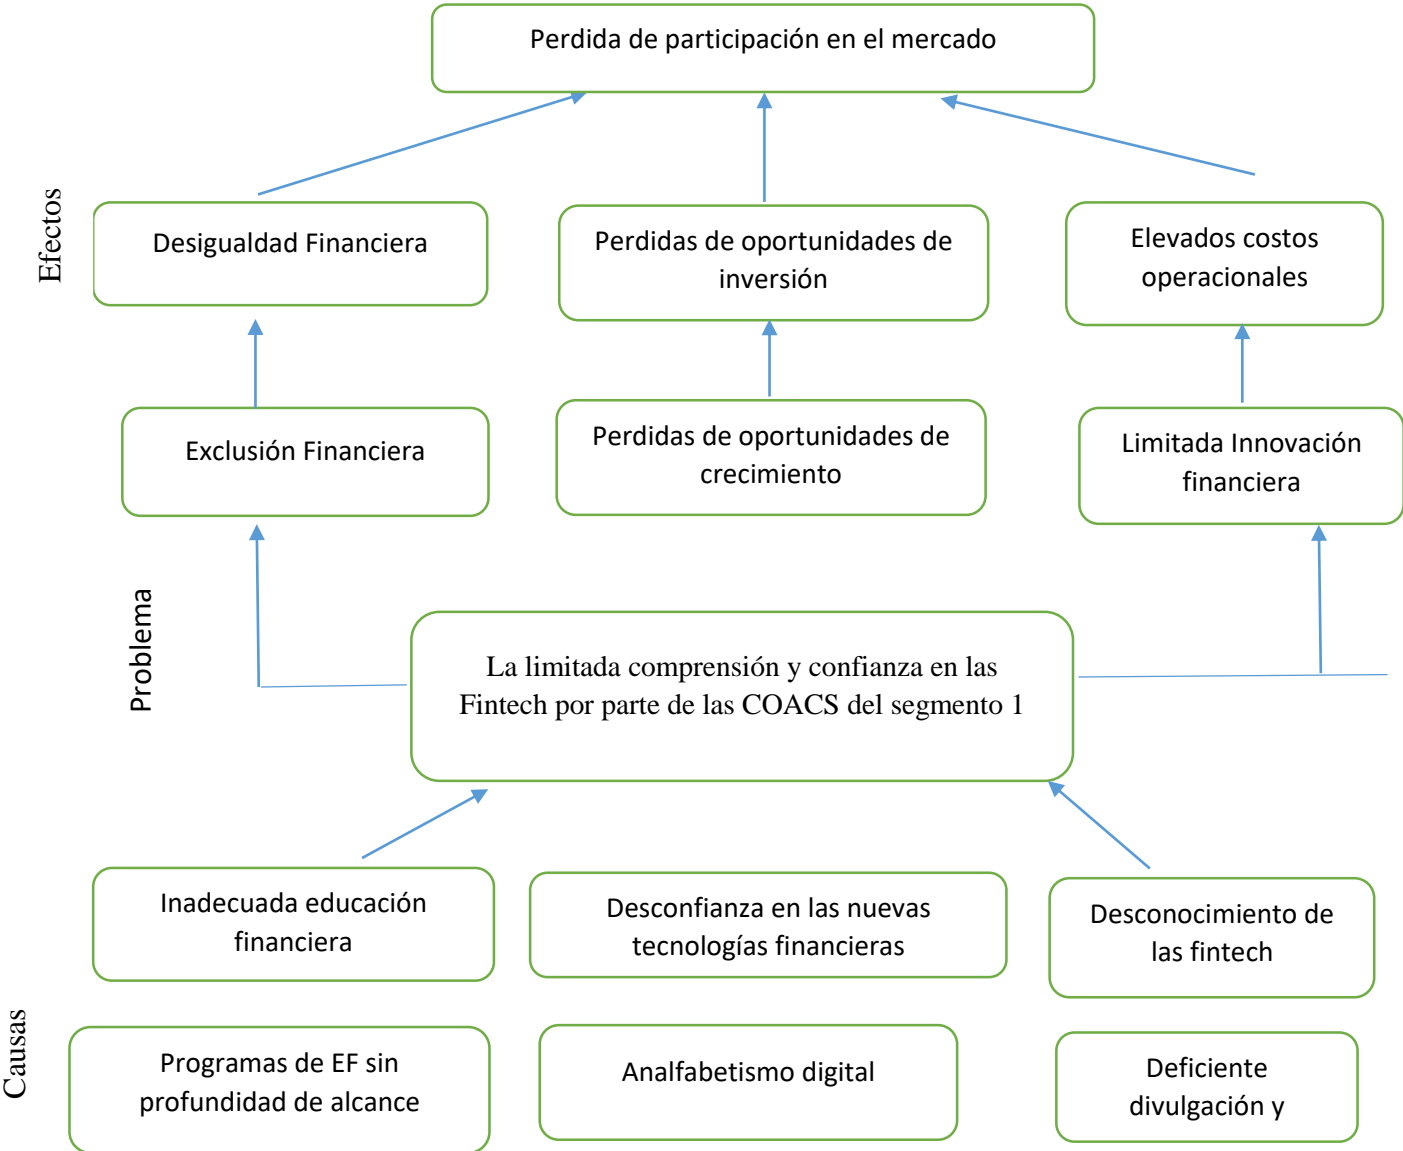 Perdida de participación en el mercado
Efectos
Desigualdad Financiera
Perdidas de oportunidades de
inversión
Elevados costos
operacionales
Exclusión Financiera
Perdidas de oportunidades de
crecimiento
Limitada Innovación
financiera
Problema
La limitada comprensión y confianza en las
Fintech por parte de las COACS del segmento 1
Inadecuada educación
financiera
Desconfianza en las nuevas
tecnologías financieras
Desconocimiento de
las fintech
Causas
Programas de EF sin
profundidad de alcance
Analfabetismo digital
Deficiente
divulgación y